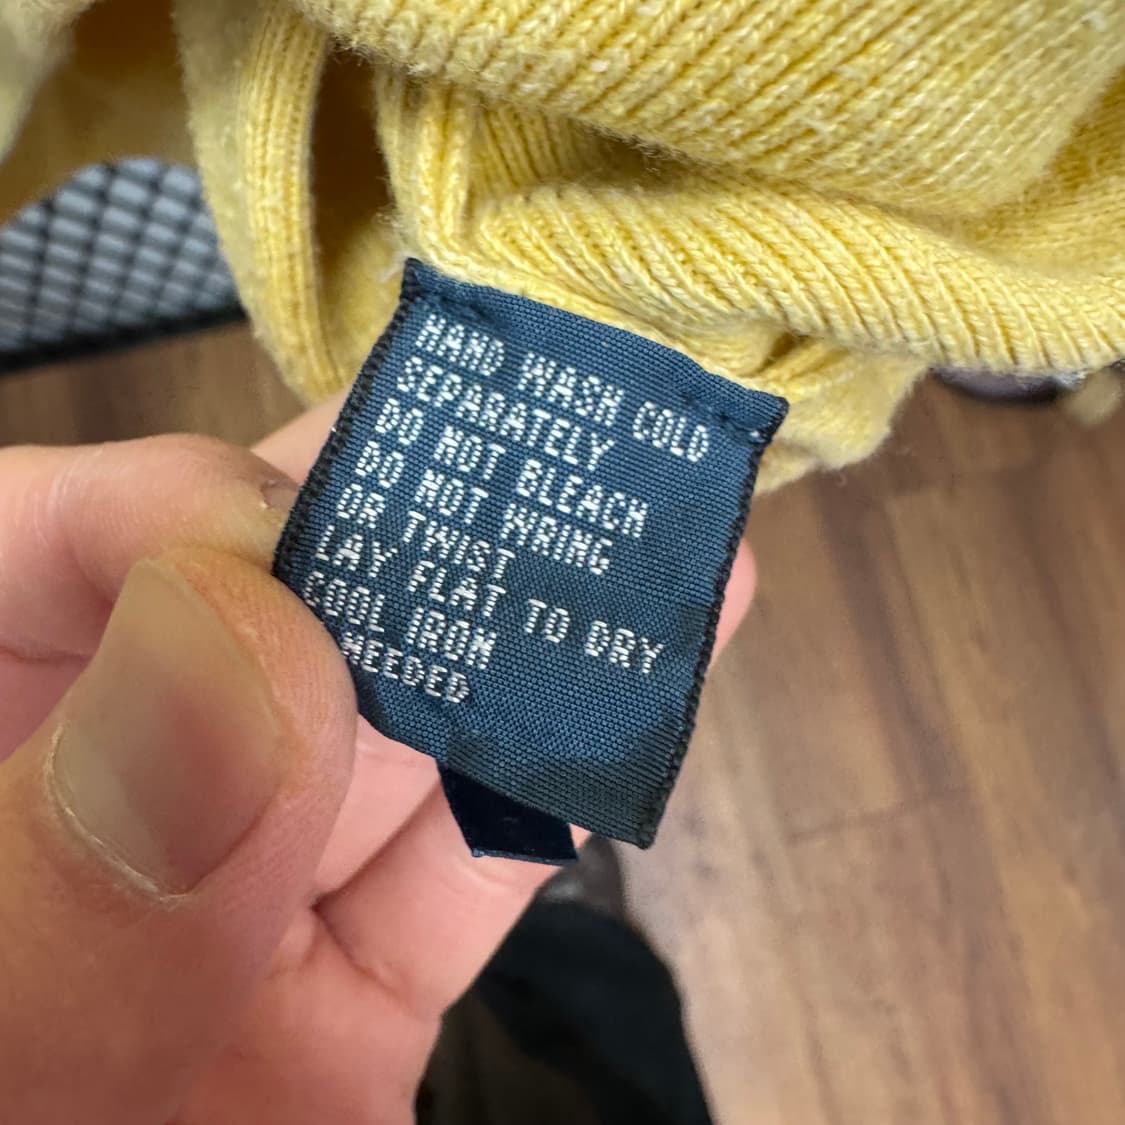 HAND WASH COLD
SEPARATELY
DO NOT BLEACH
DO NOT WRING
OR TWIST
LAY FLAT TO DRY
COOL IRON
NEEDED